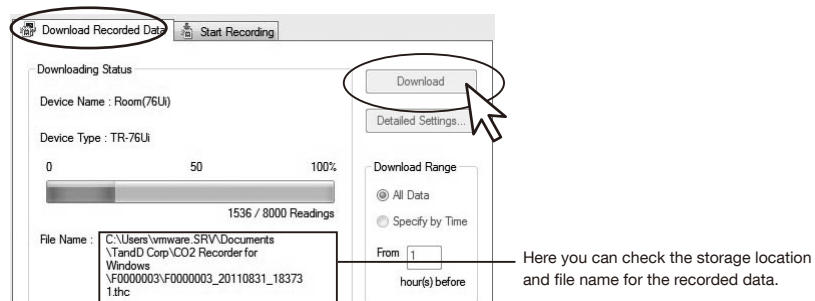 Download Recorded Data
Start Recording
Downloading Status
Device Name : Room(76Ui)
Device Type : TR-76Ui
0 50 100%
1536 / 8000 Readings
File Name : C:\Users\vmware.SRV\Documents
\TandD Corp\CO2 Recorder for
Windows
\F0000003\F0000003_20110831_18373
1.thc
Download
Detailed Settings...
Download Range
All Data
Specify by Time
From 1
hour(s) before
Here you can check the storage location
and file name for the recorded data.